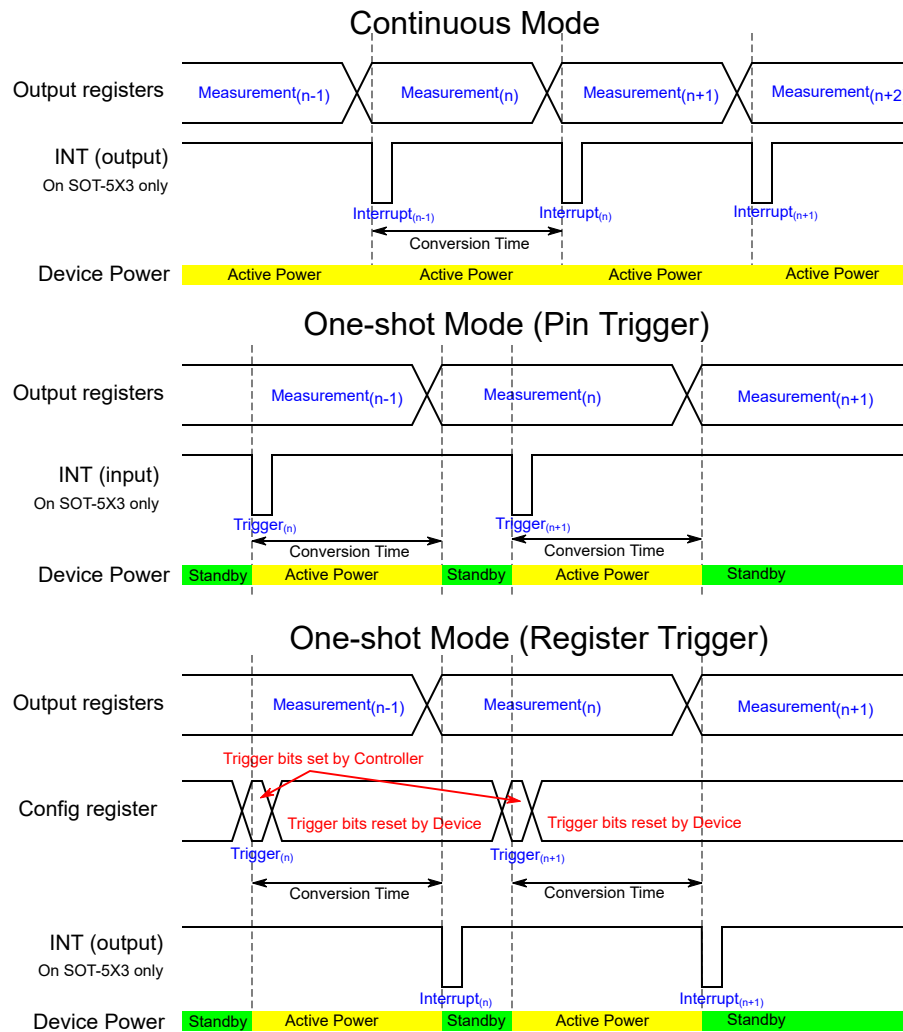 Continuous Mode
Output registers
Measurement(n-1)
Measurement(n)
Measurement(n+1)
Measurement(n+2
INT (output)
On SOT-5X3 only
Interrupt(n-1)
Interrupt(n)
Interrupt(n+1)
Conversion Time
Device Power
Active Power
Active Power
Active Power
Active Power
One-shot Mode (Pin Trigger)
Output registers
Measurement(n-1)
Measurement(n)
Measurement(n+1)
INT (input)
On SOT-5X3 only
Trigger(n)
Trigger(n+1)
Conversion Time
Conversion Time
Device Power
Standby
Active Power
Standby
Active Power
Standby
One-shot Mode (Register Trigger)
Output registers
Measurement(n-1)
Measurement(n)
Measurement(n+1)
Trigger bits set by Controller
Config register
Trigger bits reset by Device
Trigger bits reset by Device
Trigger(n)
Trigger(n+1)
Conversion Time
Conversion Time
INT (output)
On SOT-5X3 only
Interrupt(n)
Interrupt(n+1)
Device Power
Standby
Active Power
Standby
Active Power
Standby